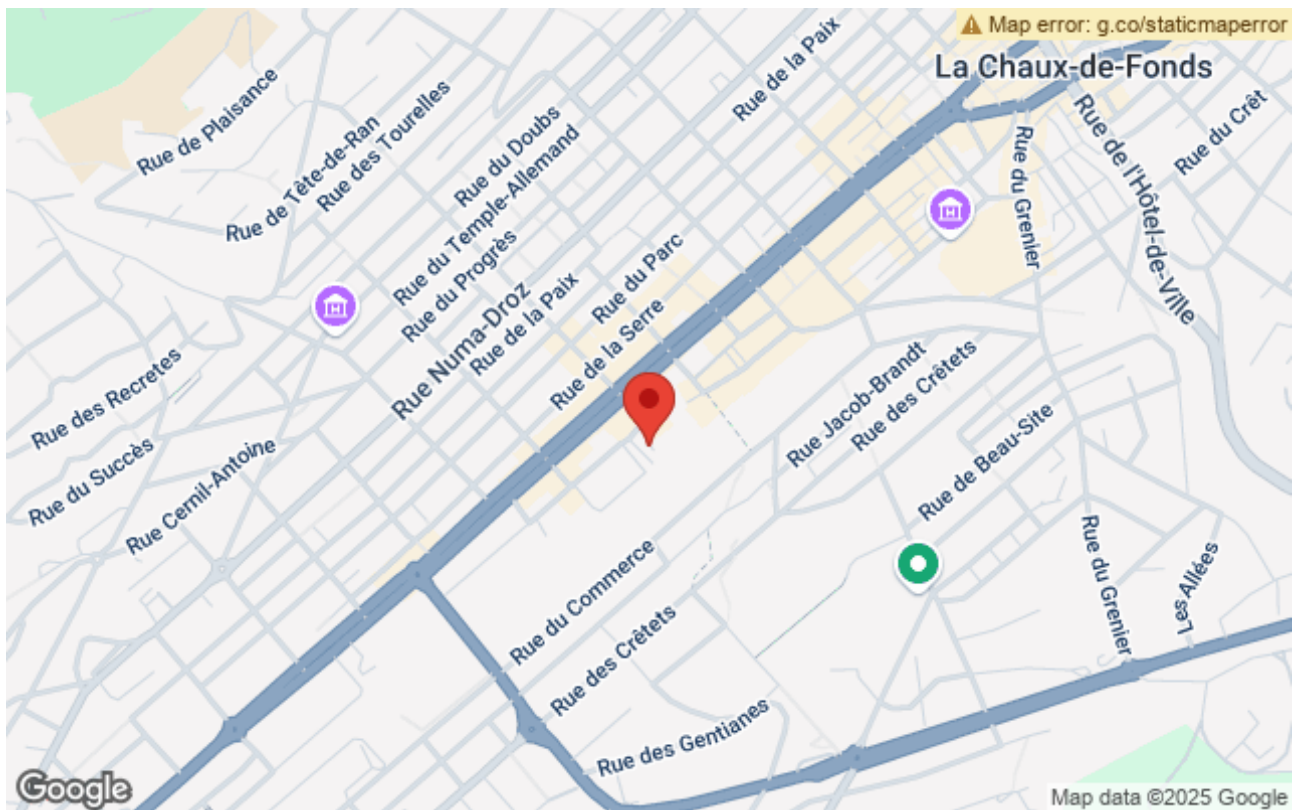 Map error: g.co/staticmaperror
La Chaux-de-Fonds
Rue de la Paix
Rue de Plaisance
Rue du Crêt
Rue du Doubs
Rue des Tourelles
Rue de Tête-de-Ran
Rue du Temple-Allemand
Rue du Grenier
Rue de l'Hôtel-de-Ville
Rue du Progrès
Rue du Parc
Rue de la Paix
Rue Numa-Droz
Rue de la Serre
Rue des Recretes
Rue Jacob-Brandt
Rue des Crêtets
Rue du Succès
Rue Cernil-Antoine
Rue de Beau-Site
Rue du Commerce
Rue du Grenier
Les Allées
Rue des Crêtets
Rue des Gentianes
Google
Map data ©2025 Google